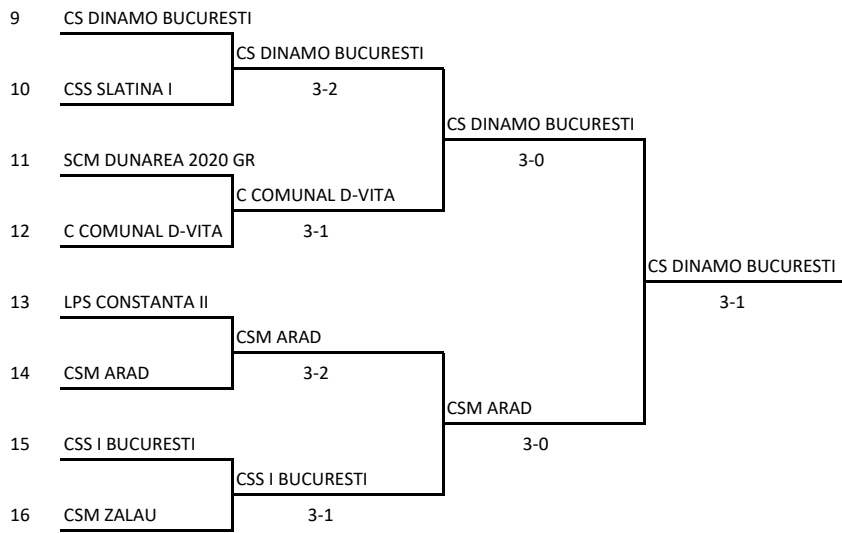 9 CS DINAMO BUCURESTI
CS DINAMO BUCURESTI
10 CSS SLATINA I 3-2
CS DINAMO BUCURESTI
11 SCM DUNAREA 2020 GR 3-0
C COMUNAL D-VITA
12 C COMUNAL D-VITA 3-1
CS DINAMO BUCURESTI
13 LPS CONSTANTA II 3-1
CSM ARAD
14 CSM ARAD 3-2
CSM ARAD
15 CSS I BUCURESTI 3-0
CSS I BUCURESTI
16 CSM ZALAU 3-1